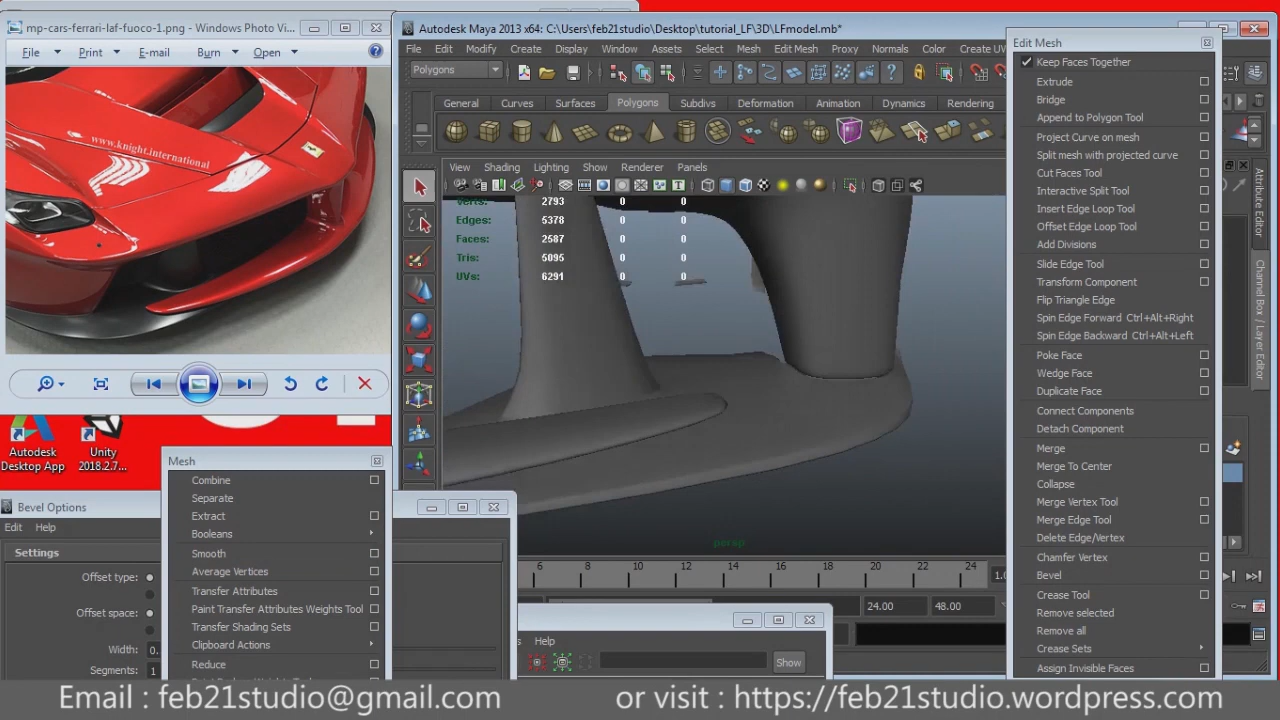 mp-cars-ferrari-laf-fuoco-1.png - Windows Photo Vi...
File Print E-mail Burn Open
www.knight.international
Autodesk Maya 2013 x64: C:\Users\feb21studio\Desktop\tutorial_LF\3D\LFmodel.mb*
File Edit Modify Create Display Window Assets Select Mesh Edit Mesh Proxy Normals Color Create UV
Polygons
General Curves Surfaces Polygons Subdivs Deformation Animation Dynamics Rendering
View Shading Lighting Show Renderer Panels
Verts: 2793 0 0
Edges: 5378 0 0
Faces: 2587 0 0
Tris: 5095 0 0
UVs: 6291 0 0
persp
6 8 10 12 14 16 18 20 22 24
1.0
24.00 48.00
Edit Mesh
Keep Faces Together
Extrude
Bridge
Append to Polygon Tool
Project Curve on mesh
Split mesh with projected curve
Cut Faces Tool
Interactive Split Tool
Insert Edge Loop Tool
Offset Edge Loop Tool
Add Divisions
Slide Edge Tool
Transform Component
Flip Triangle Edge
Spin Edge Forward Ctrl+Alt+Right
Spin Edge Backward Ctrl+Alt+Left
Poke Face
Wedge Face
Duplicate Face
Connect Components
Detach Component
Merge
Merge To Center
Collapse
Merge Vertex Tool
Merge Edge Tool
Delete Edge/Vertex
Chamfer Vertex
Bevel
Crease Tool
Remove selected
Remove all
Crease Sets
Assign Invisible Faces
Attribute Editor
Channel Box / Layer Editor
Autodesk
Desktop App
Unity
2018.2.7...
Mesh
Combine
Separate
Extract
Booleans
Smooth
Average Vertices
Transfer Attributes
Paint Transfer Attributes Weights Tool
Transfer Shading Sets
Clipboard Actions
Reduce
Bevel Options
Edit Help
Settings
Offset type:
Offset space:
Width: 0.
Segments: 1
Help
Show
Email : feb21studio@gmail.com or visit : https://feb21studio.wordpress.com